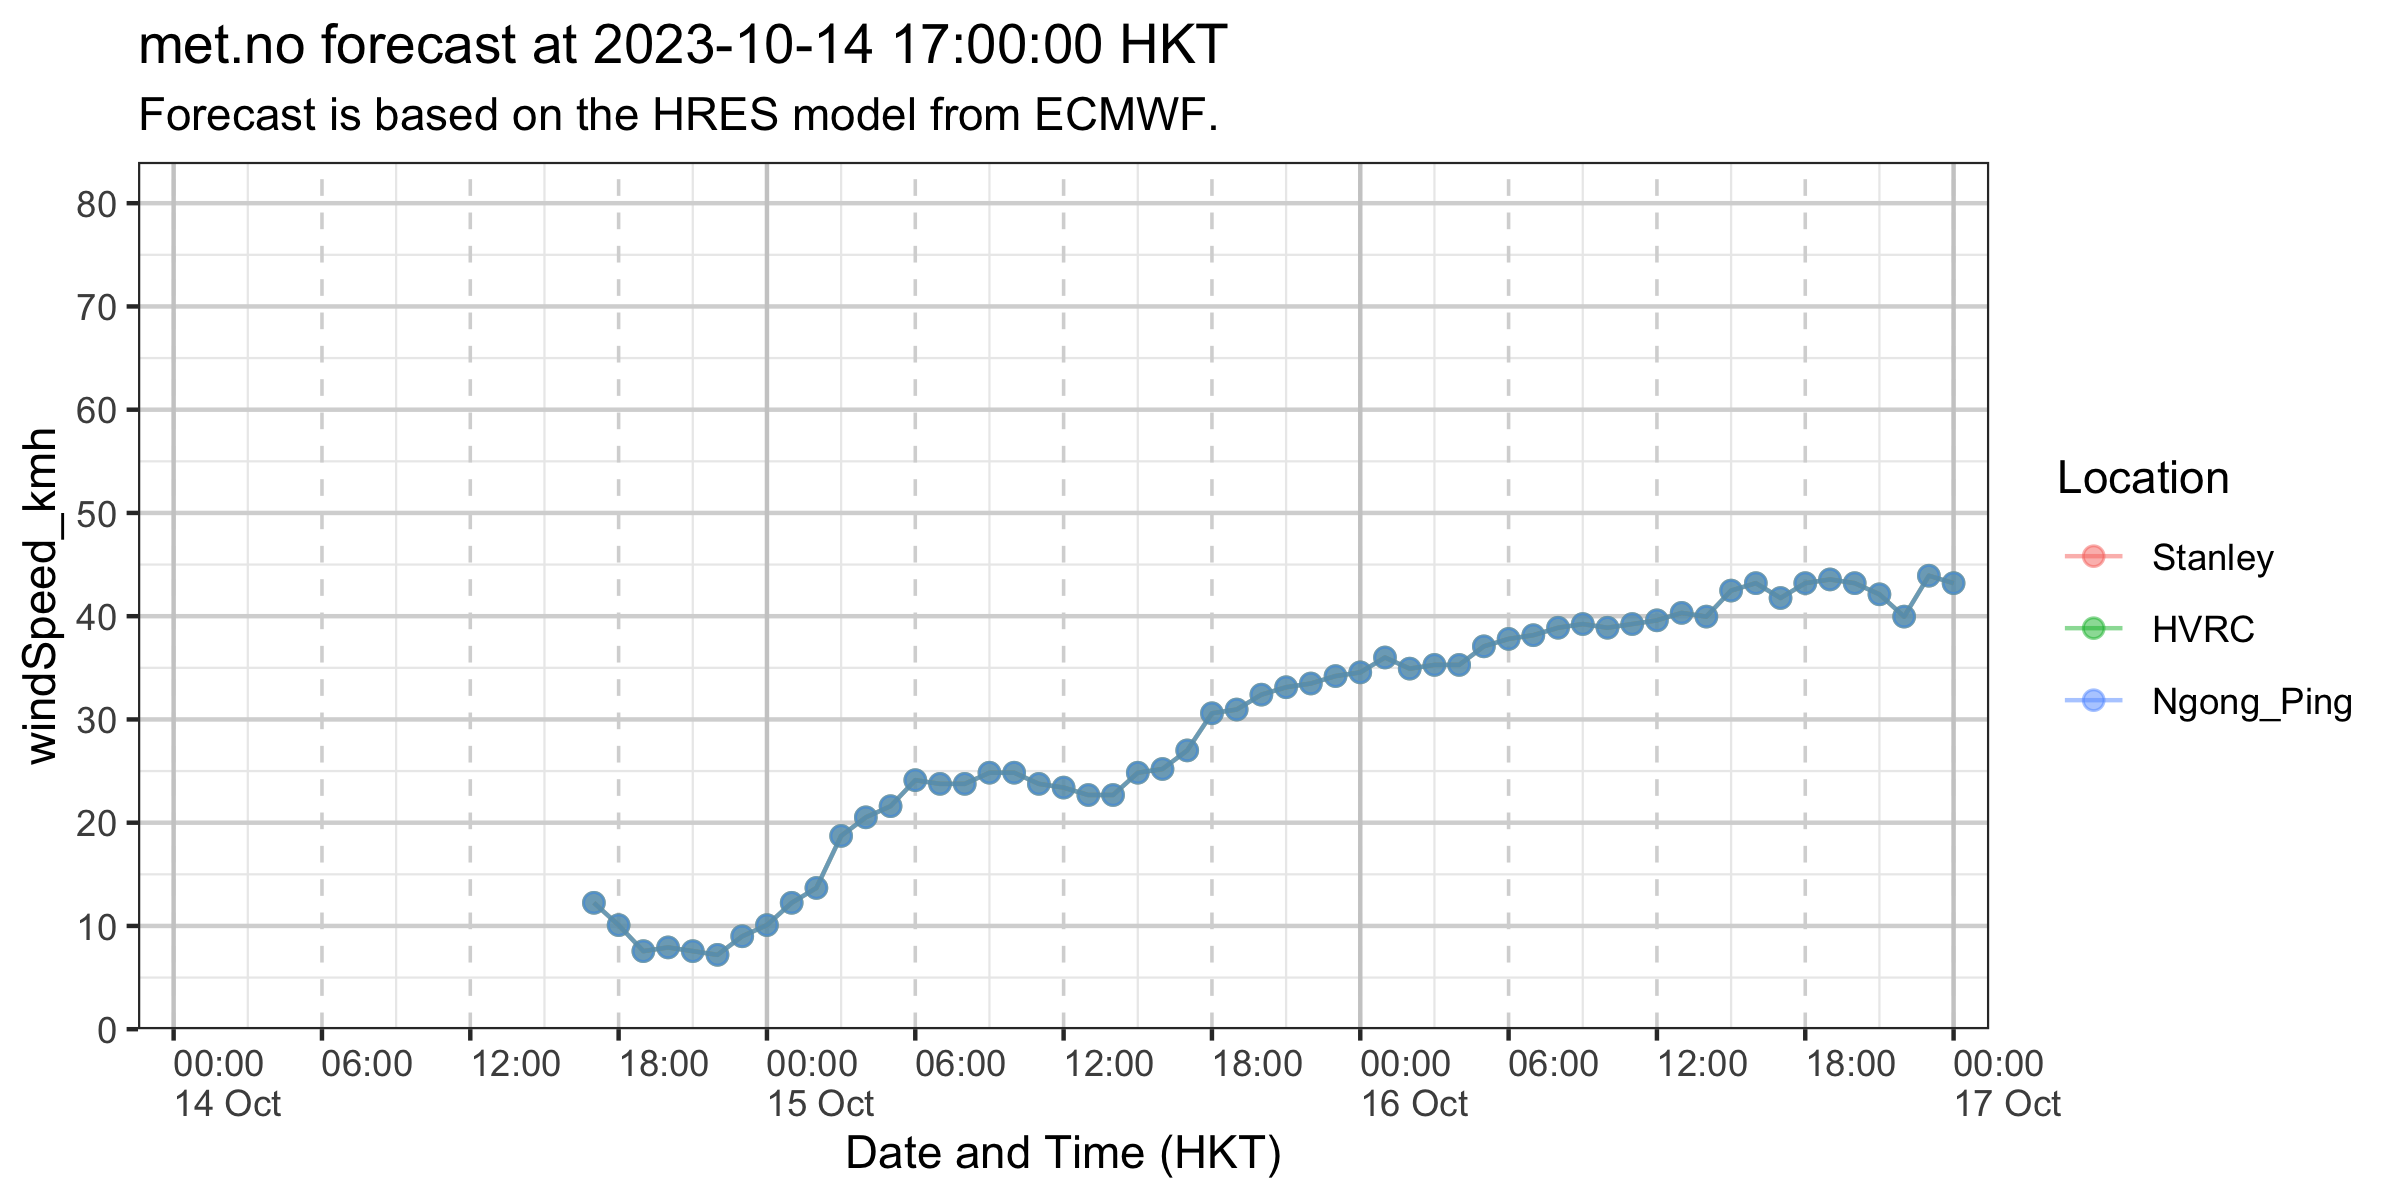 met.no forecast at 2023-10-14 17:00:00 HKT
Forecast is based on the HRES model from ECMWF.
windSpeed_kmh
80
70
60
50
40
30
20
10
0
00:00 06:00 12:00 18:00 00:00 06:00 12:00 18:00 00:00 06:00 12:00 18:00 00:00
14 Oct 15 Oct 16 Oct 17 Oct
Date and Time (HKT)
Location
Stanley
HVRC
Ngong_Ping